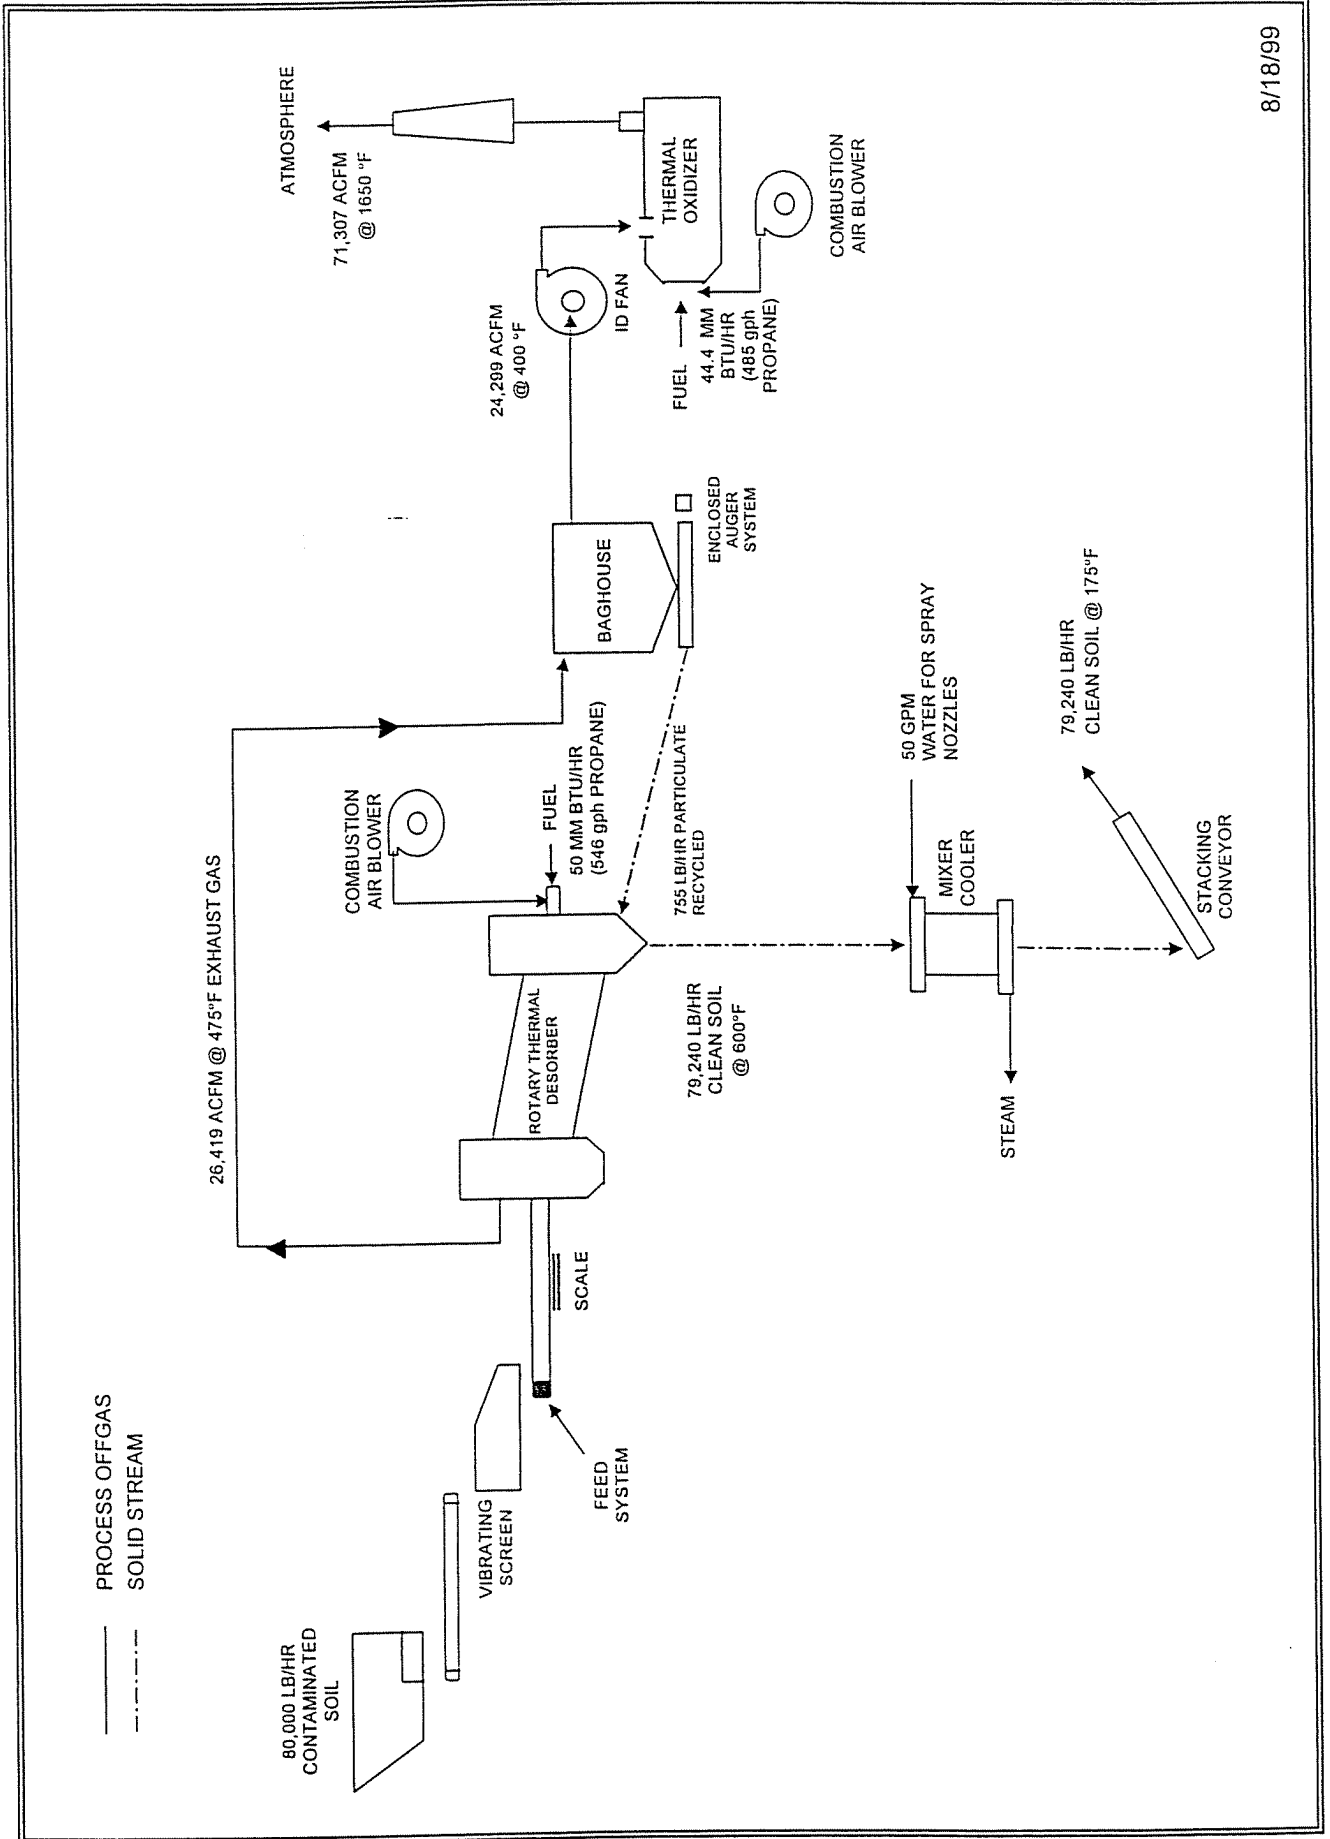 PROCESS OFFGAS
SOLID STREAM
80,000 LB/HR
CONTAMINATED
SOIL
VIBRATING
SCREEN
FEED
SYSTEM
SCALE
26,419 ACFM @ 475°F EXHAUST GAS
ROTARY THERMAL
DESORBER
COMBUSTION
AIR BLOWER
FUEL
50 MM BTU/HR
(546 gph PROPANE)
755 LB/HR PARTICULATE
RECYCLED
79,240 LB/HR
CLEAN SOIL
@ 600°F
STEAM
MIXER
COOLER
50 GPM
WATER FOR SPRAY
NOZZLES
79,240 LB/HR
CLEAN SOIL @ 175°F
STACKING
CONVEYOR
BAGHOUSE
ENCLOSED
AUGER
SYSTEM
24,299 ACFM
@ 400 °F
ID FAN
FUEL
44.4 MM
BTU/HR
(485 gph
PROPANE)
THERMAL
OXIDIZER
COMBUSTION
AIR BLOWER
ATMOSPHERE
71,307 ACFM
@ 1650 °F
8/18/99